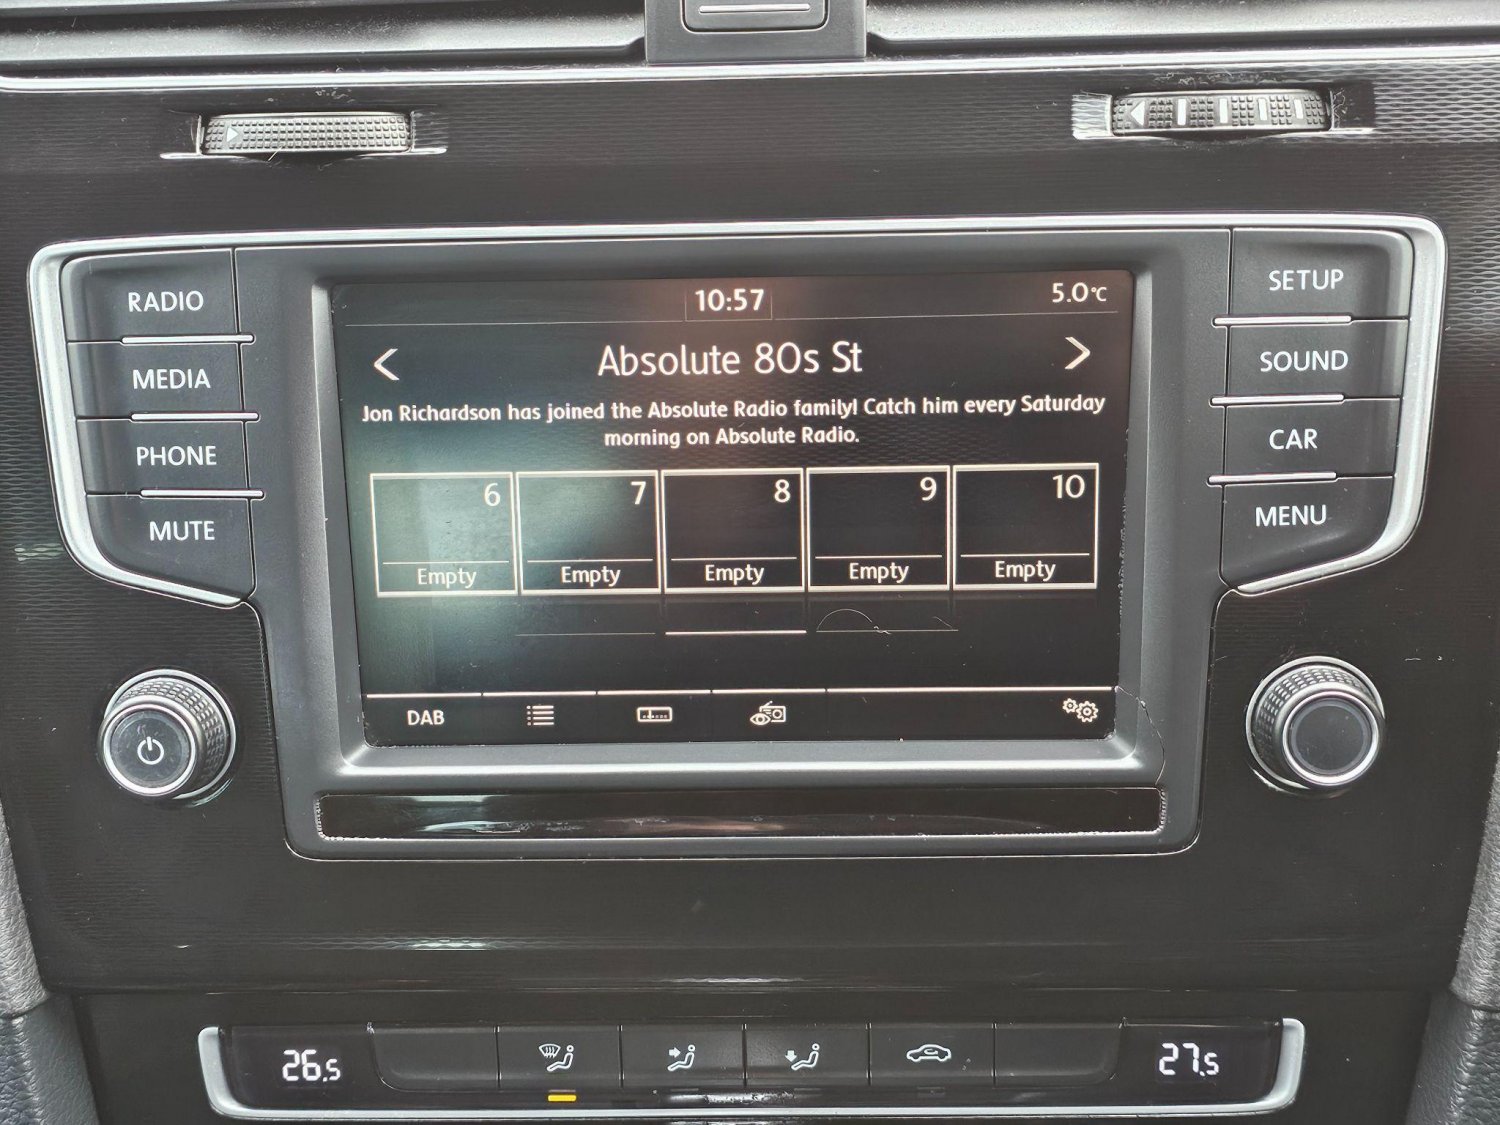 RADIO
MEDIA
PHONE
MUTE
10:57
5.0°C
Absolute 80s St
Jon Richardson has joined the Absolute Radio family! Catch him every Saturday
morning on Absolute Radio.
6 7 8 9 10
Empty Empty Empty Empty Empty
DAB
SETUP
SOUND
CAR
MENU
26.5
27.5